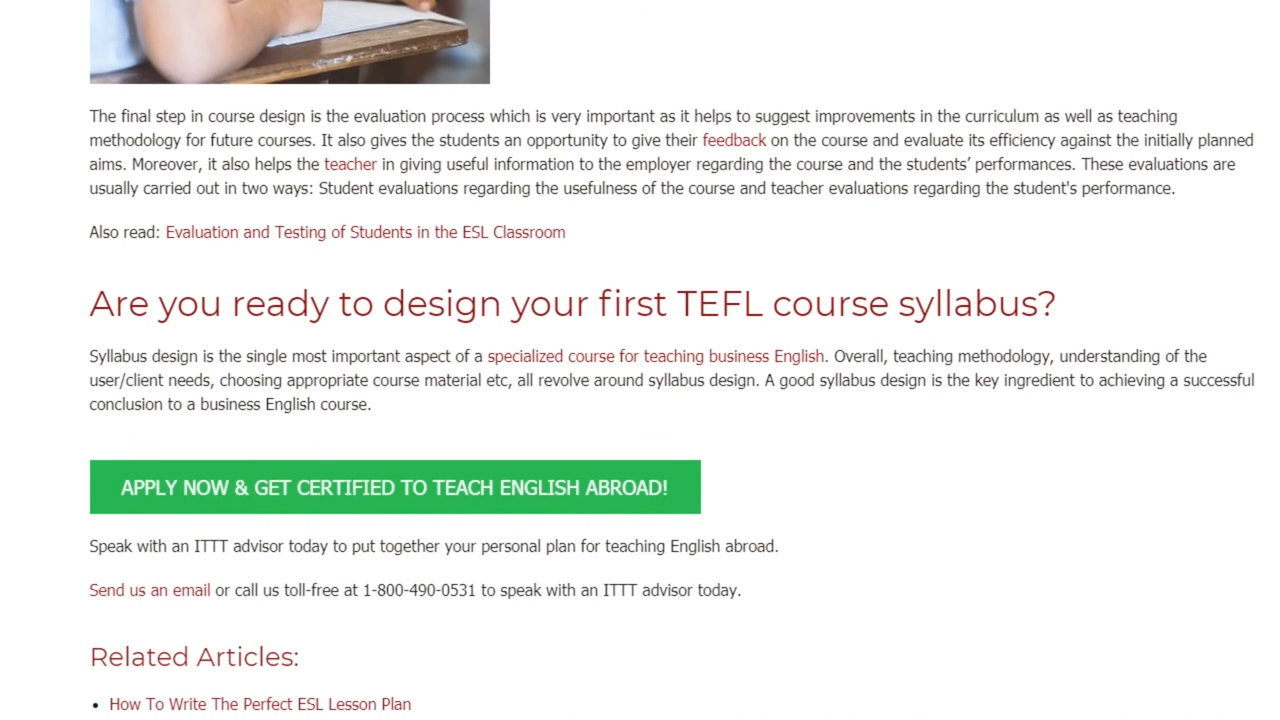 The final step in course design is the evaluation process which is very important as it helps to suggest improvements in the curriculum as well as teaching
methodology for future courses. It also gives the students an opportunity to give their feedback on the course and evaluate its efficiency against the initially planned
aims. Moreover, it also helps the teacher in giving useful information to the employer regarding the course and the students’ performances. These evaluations are
usually carried out in two ways: Student evaluations regarding the usefulness of the course and teacher evaluations regarding the student's performance.
Also read: Evaluation and Testing of Students in the ESL Classroom
Are you ready to design your first TEFL course syllabus?
Syllabus design is the single most important aspect of a specialized course for teaching business English. Overall, teaching methodology, understanding of the
user/client needs, choosing appropriate course material etc, all revolve around syllabus design. A good syllabus design is the key ingredient to achieving a successful
conclusion to a business English course.
APPLY NOW & GET CERTIFIED TO TEACH ENGLISH ABROAD!
Speak with an ITTT advisor today to put together your personal plan for teaching English abroad.
Send us an email or call us toll-free at 1-800-490-0531 to speak with an ITTT advisor today.
Related Articles:
• How To Write The Perfect ESL Lesson Plan